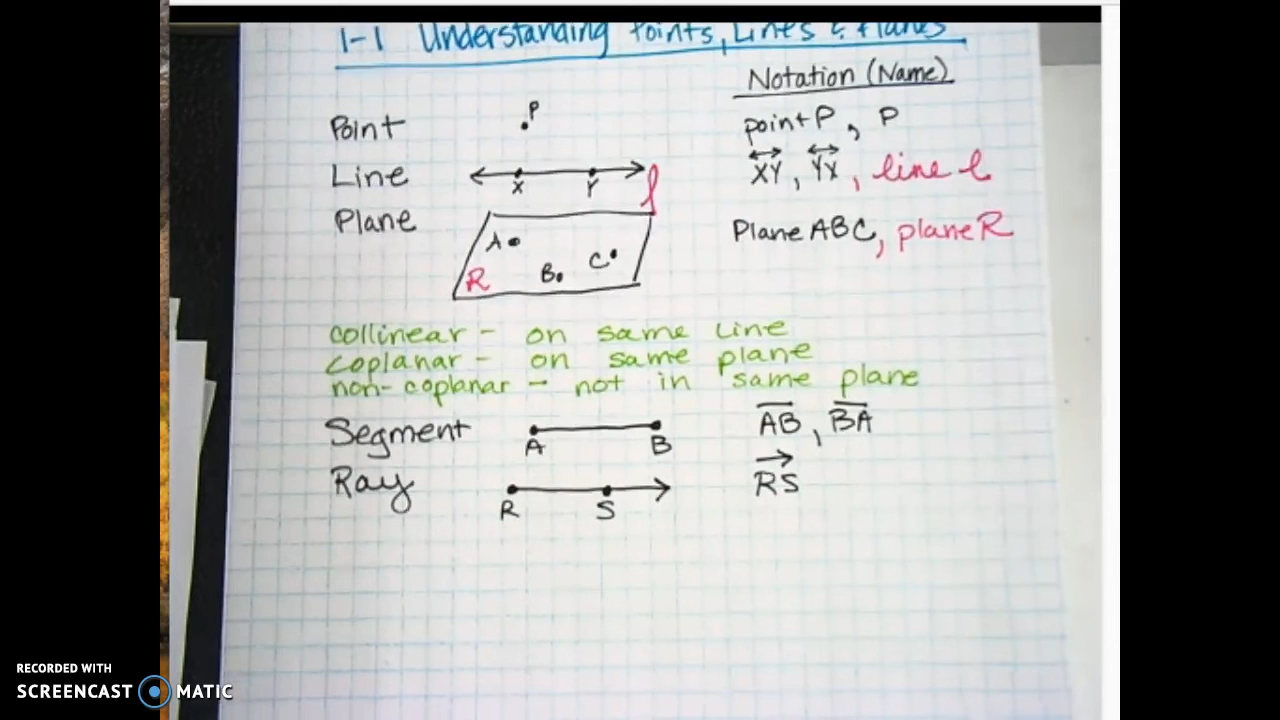 1-1 Understanding Points, Lines & Planes
Notation (Name)
Point P point P, P
Line X Y l XY, YX, line l
Plane A B C R Plane ABC, plane R
collinear - on same line
coplanar - on same plane
non-coplanar - not in same plane
Segment A B AB, BA
Ray R S RS
RECORDED WITH
SCREENCAST MATIC